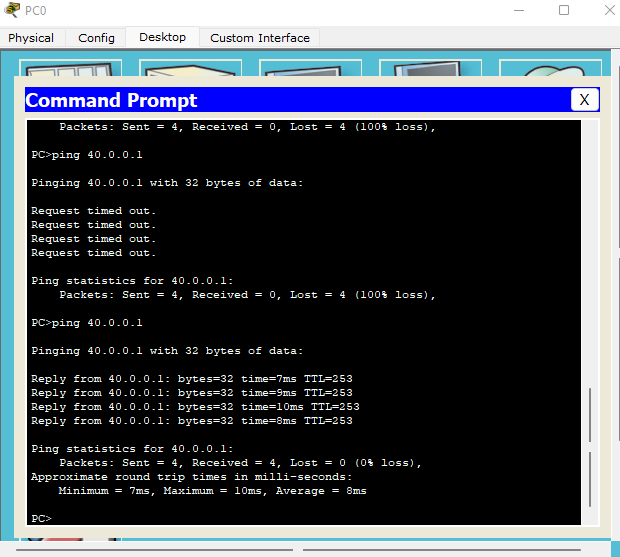 PC0
Physical Config Desktop Custom Interface
Command Prompt X
Packets: Sent = 4, Received = 0, Lost = 4 (100% loss),
PC>ping 40.0.0.1
Pinging 40.0.0.1 with 32 bytes of data:
Request timed out.
Request timed out.
Request timed out.
Request timed out.
Ping statistics for 40.0.0.1:
Packets: Sent = 4, Received = 0, Lost = 4 (100% loss),
PC>ping 40.0.0.1
Pinging 40.0.0.1 with 32 bytes of data:
Reply from 40.0.0.1: bytes=32 time=7ms TTL=253
Reply from 40.0.0.1: bytes=32 time=9ms TTL=253
Reply from 40.0.0.1: bytes=32 time=10ms TTL=253
Reply from 40.0.0.1: bytes=32 time=8ms TTL=253
Ping statistics for 40.0.0.1:
Packets: Sent = 4, Received = 4, Lost = 0 (0% loss),
Approximate round trip times in milli-seconds:
Minimum = 7ms, Maximum = 10ms, Average = 8ms
PC>